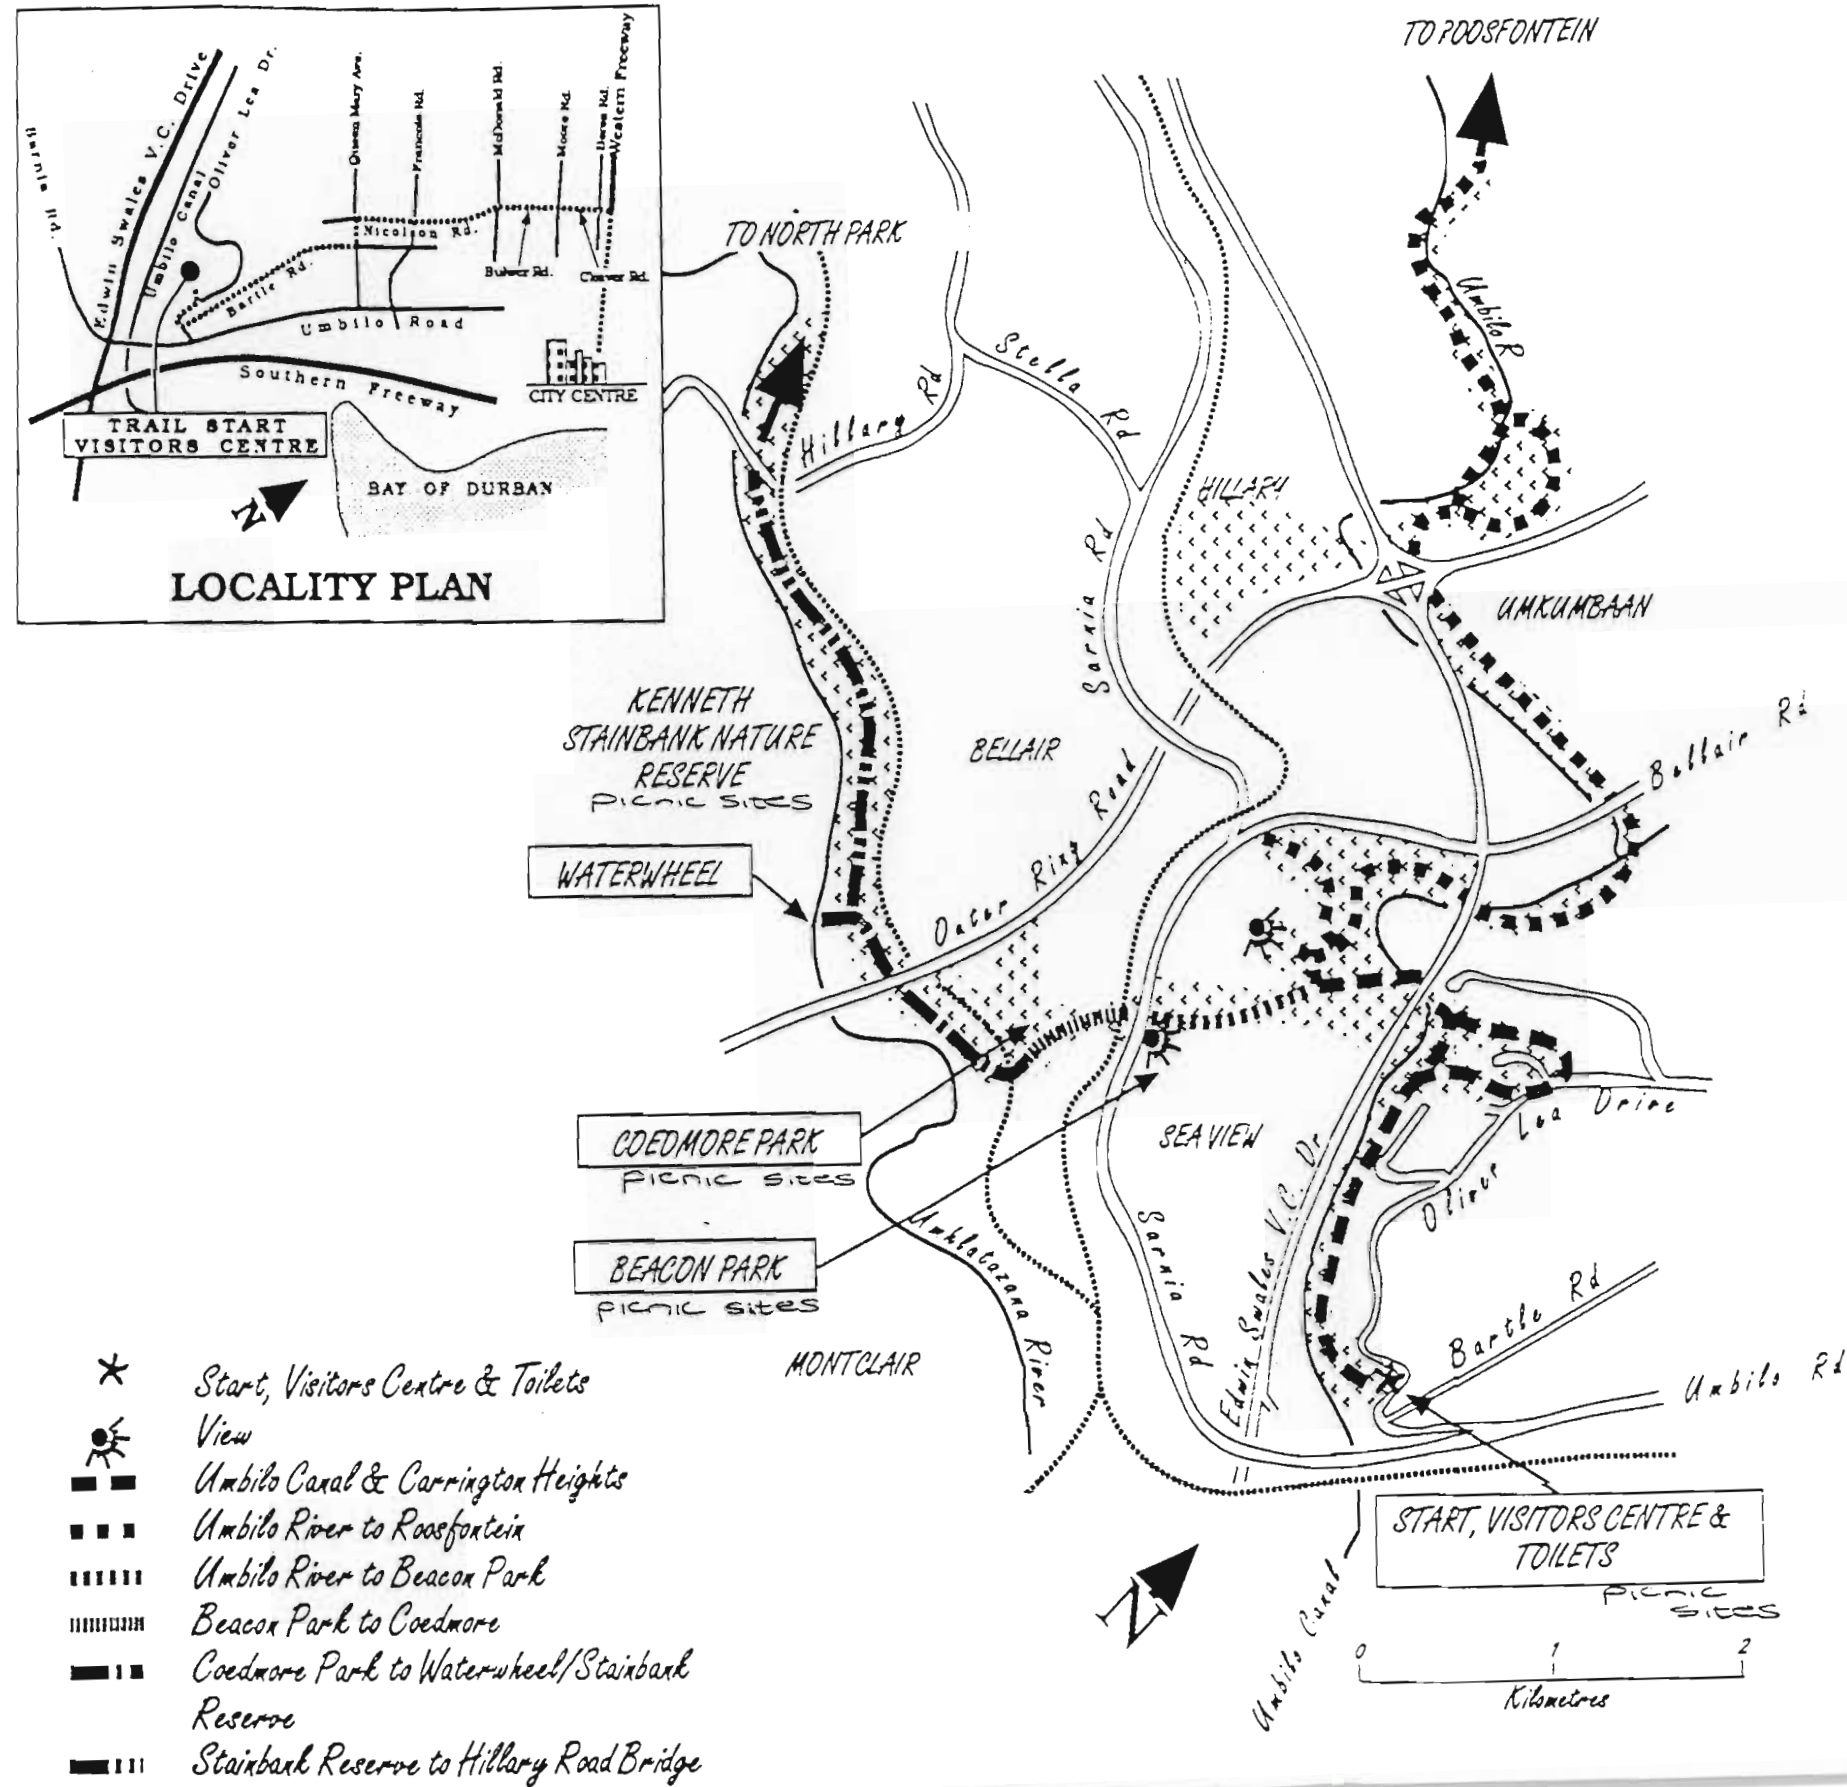 Sarnia Rd.
Edwin Swales V.C. Drive
Umbilo Canal
Oliver Lea Dr.
Queen Mary Ave.
Francois Rd.
McDonald Rd.
Moore Rd.
Berea Rd.
Western Freeway
Nicolson Rd.
Bartle Rd.
Bulwer Rd.
Cleaver Rd.
Umbilo Road
Southern Freeway
CITY CENTRE
TRAIL START
VISITORS CENTRE
BAY OF DURBAN
N
LOCALITY PLAN
TO ROOSFONTEIN
TO NORTH PARK
Umbilo R
Stella Rd
Hillary Rd
HILLARY
Sarnia Rd
UMKUMBAAN
KENNETH
STAINBANK NATURE
RESERVE
PICNIC SITES
BELLAIR
Bellair Rd
Outer Ring Road
WATERWHEEL
COEDMORE PARK
PICNIC SITES
SEA VIEW
Oliver Lea Drive
BEACON PARK
PICNIC SITES
Umhlatazana River
Sarnia Rd
Edwin Swales V.C. Dr
Bartle Rd
Umbilo Rd
MONTCLAIR
START, VISITORS CENTRE &
TOILETS
PICNIC
SITES
N
Umbilo Canal
0 1 2
Kilometres
Start, Visitors Centre & Toilets
View
Umbilo Canal & Carrington Heights
Umbilo River to Roosfontein
Umbilo River to Beacon Park
Beacon Park to Coedmore
Coedmore Park to Waterwheel/Stainbank
Reserve
Stainbank Reserve to Hillary Road Bridge